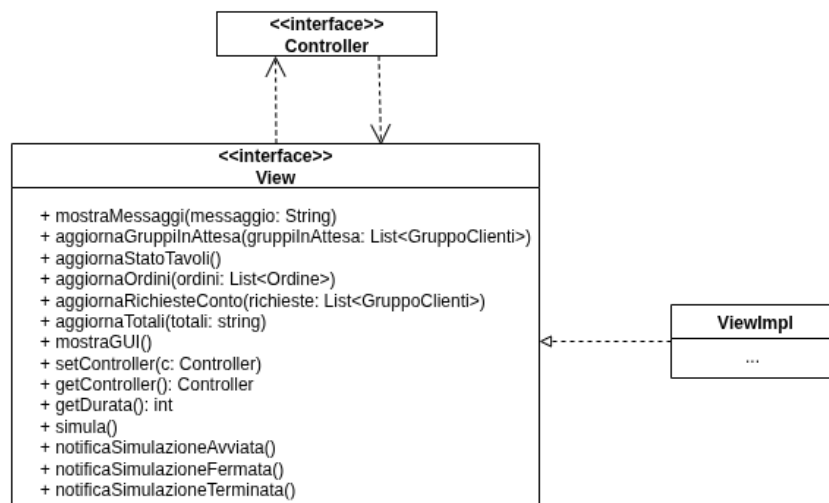 <<interface>>
Controller
<<interface>>
View
+ mostraMessaggi(messaggio: String)
+ aggiornaGruppiInAttesa(gruppiInAttesa: List<GruppoClienti>)
+ aggiornaStatoTavoli()
+ aggiornaOrdini(ordini: List<Ordine>)
+ aggiornaRichiesteConto(richieste: List<GruppoClienti>)
+ aggiornaTotali(totali: string)
+ mostraGUI()
+ setController(c: Controller)
+ getController(): Controller
+ getDurata(): int
+ simula()
+ notificaSimulazioneAvviata()
+ notificaSimulazioneFermata()
+ notificaSimulazioneTerminata()
ViewImpl
...